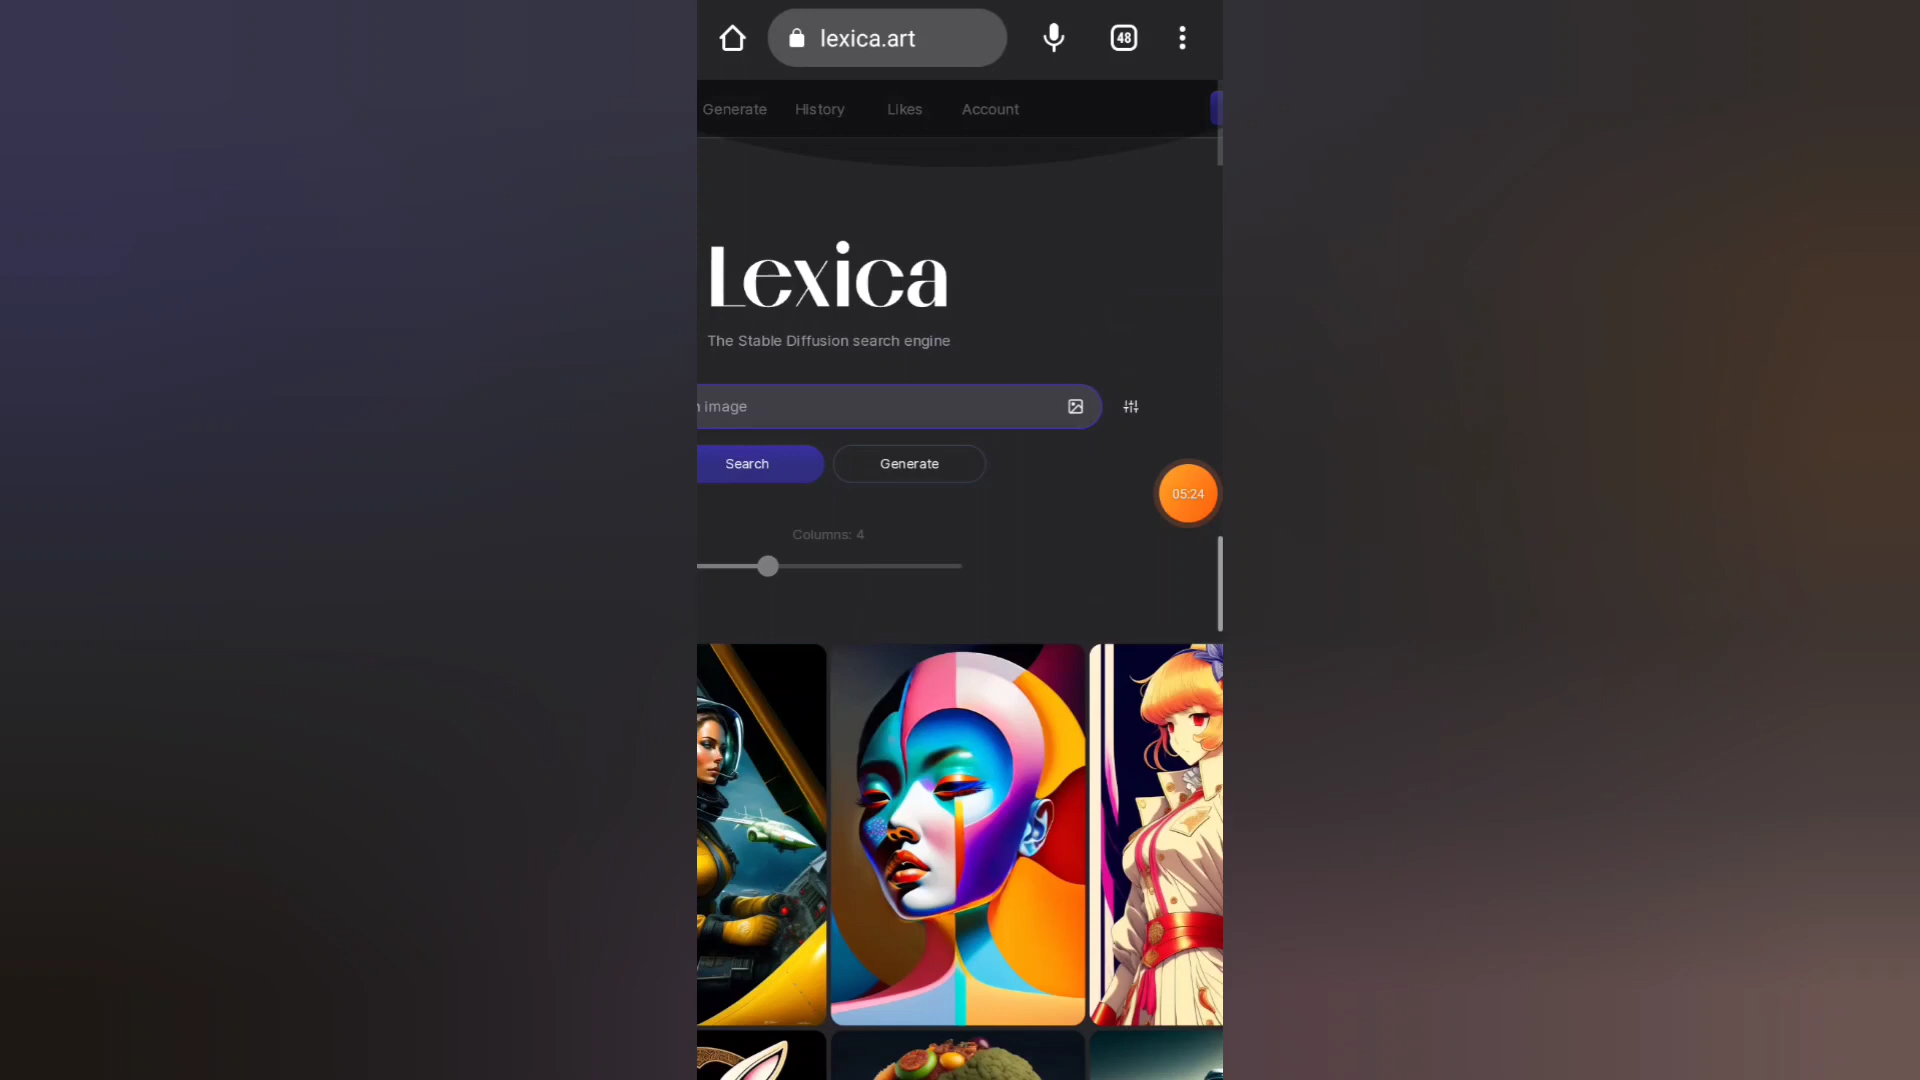 lexica.art
48
Generate History Likes Account
Lexica
The Stable Diffusion search engine
image
Search Generate
05:24
Columns: 4